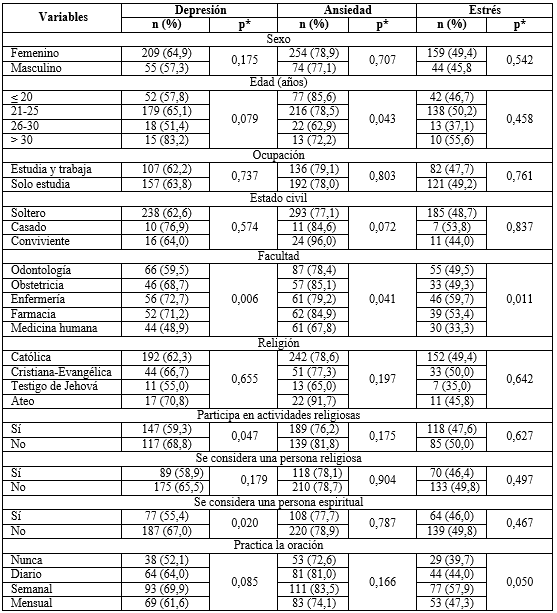 Variables Depresión Ansiedad Estrés
n (%) p* n (%) p* n (%) p*
Sexo
Femenino 209 (64,9) 0,175 254 (78,9) 0,707 159 (49,4) 0,542
Masculino 55 (57,3) 74 (77,1) 44 (45,8
Edad (años)
≤ 20 52 (57,8) 0,079 77 (85,6) 0,043 42 (46,7) 0,458
21-25 179 (65,1) 216 (78,5) 138 (50,2)
26-30 18 (51,4) 22 (62,9) 13 (37,1)
> 30 15 (83,2) 13 (72,2) 10 (55,6)
Ocupación
Estudia y trabaja 107 (62,2) 0,737 136 (79,1) 0,803 82 (47,7) 0,761
Solo estudia 157 (63,8) 192 (78,0) 121 (49,2)
Estado civil
Soltero 238 (62,6) 0,574 293 (77,1) 0,072 185 (48,7) 0,837
Casado 10 (76,9) 11 (84,6) 7 (53,8)
Conviviente 16 (64,0) 24 (96,0) 11 (44,0)
Facultad
Odontología 66 (59,5) 0,006 87 (78,4) 0,041 55 (49,5) 0,011
Obstetricia 46 (68,7) 57 (85,1) 33 (49,3)
Enfermería 56 (72,7) 61 (79,2) 46 (59,7)
Farmacia 52 (71,2) 62 (84,9) 39 (53,4)
Medicina humana 44 (48,9) 61 (67,8) 30 (33,3)
Religión
Católica 192 (62,3) 0,655 242 (78,6) 0,197 152 (49,4) 0,642
Cristiana-Evangélica 44 (66,7) 51 (77,3) 33 (50,0)
Testigo de Jehová 11 (55,0) 13 (65,0) 7 (35,0)
Ateo 17 (70,8) 22 (91,7) 11 (45,8)
Participa en actividades religiosas
Sí 147 (59,3) 0,047 189 (76,2) 0,175 118 (47,6) 0,627
No 117 (68,8) 139 (81,8) 85 (50,0)
Se considera una persona religiosa
Sí 89 (58,9) 0,179 118 (78,1) 0,904 70 (46,4) 0,497
No 175 (65,5) 210 (78,7) 133 (49,8)
Se considera una persona espiritual
Sí 77 (55,4) 0,020 108 (77,7) 0,787 64 (46,0) 0,467
No 187 (67,0) 220 (78,9) 139 (49,8)
Practica la oración
Nunca 38 (52,1) 0,085 53 (72,6) 0,166 29 (39,7) 0,050
Diario 64 (64,0) 81 (81,0) 44 (44,0)
Semanal 93 (69,9) 111 (83,5) 77 (57,9)
Mensual 69 (61,6) 83 (74,1) 53 (47,3)